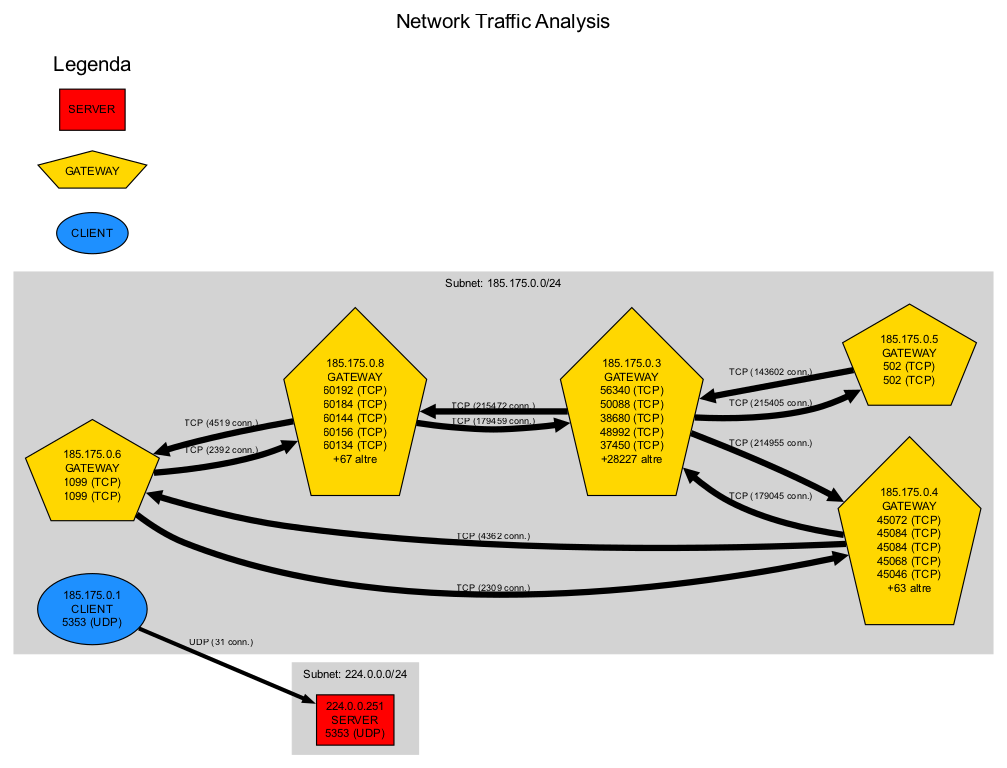 Network Traffic Analysis
Legenda
SERVER
GATEWAY
CLIENT
Subnet: 185.175.0.0/24
185.175.0.8
GATEWAY
60192 (TCP)
60184 (TCP)
60144 (TCP)
60156 (TCP)
60134 (TCP)
+67 altre
185.175.0.3
GATEWAY
56340 (TCP)
50088 (TCP)
38680 (TCP)
48992 (TCP)
37450 (TCP)
+28227 altre
185.175.0.5
GATEWAY
502 (TCP)
502 (TCP)
TCP (143602 conn.)
TCP (215405 conn.)
TCP (215472 conn.)
TCP (179459 conn.)
TCP (4519 conn.)
TCP (2392 conn.)
TCP (214955 conn.)
TCP (179045 conn.)
185.175.0.6
GATEWAY
1099 (TCP)
1099 (TCP)
185.175.0.4
GATEWAY
45072 (TCP)
45084 (TCP)
45084 (TCP)
45068 (TCP)
45046 (TCP)
+63 altre
TCP (4362 conn.)
TCP (2309 conn.)
185.175.0.1
CLIENT
5353 (UDP)
UDP (31 conn.)
Subnet: 224.0.0.0/24
224.0.0.251
SERVER
5353 (UDP)